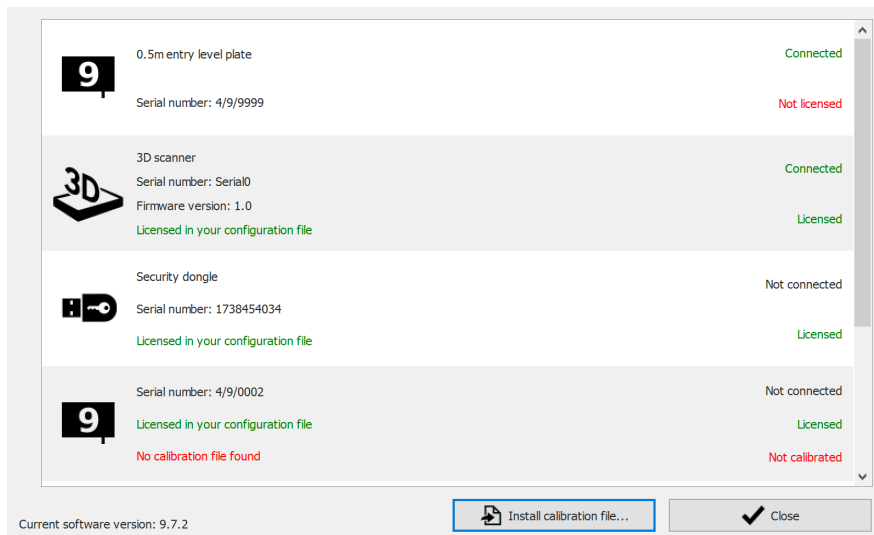 9
0.5m entry level plate
Connected
Serial number: 4/9/9999
Not licensed
3D
3D scanner
Serial number: Serial0
Connected
Firmware version: 1.0
Licensed
Licensed in your configuration file
Security dongle
Not connected
Serial number: 1738454034
Licensed
Licensed in your configuration file
9
Serial number: 4/9/0002
Not connected
Licensed in your configuration file
Licensed
No calibration file found
Not calibrated
Install calibration file...
Close
Current software version: 9.7.2